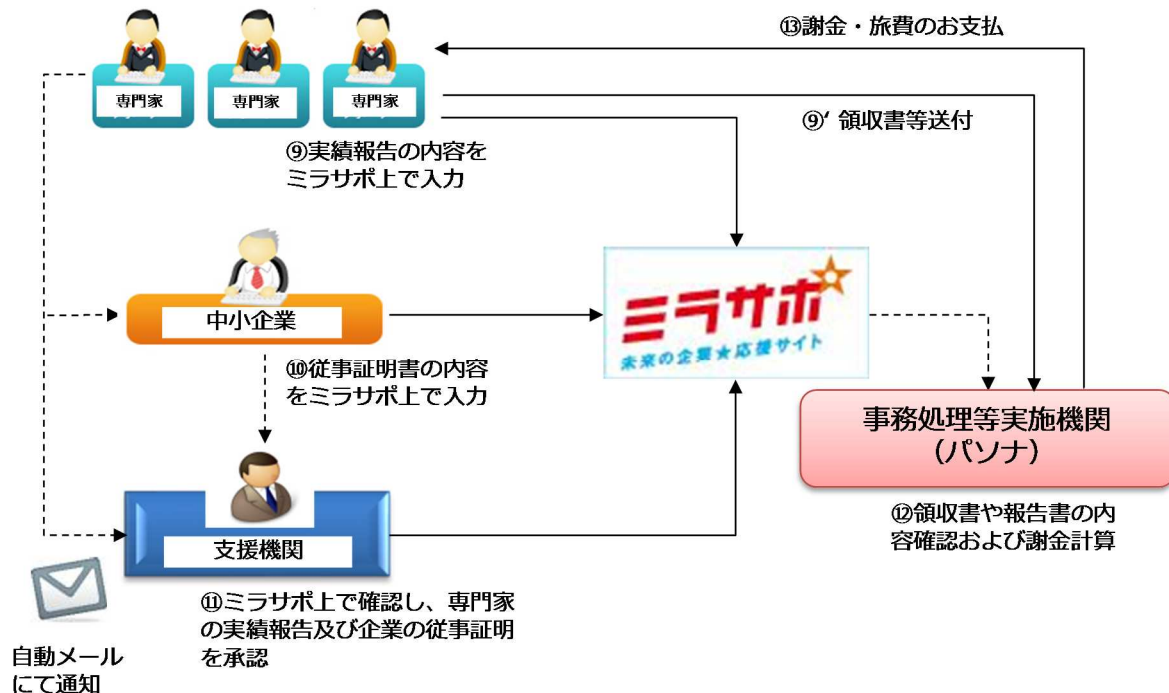 ⑬謝金・旅費のお支払
専門家
専門家
専門家
⑨’ 領収書等送付
⑨実績報告の内容を
ミラサポ上で入力
中小企業
ミラサポ
未来の企業★応援サイト
⑩従事証明書の内容
をミラサポ上で入力
事務処理等実施機関
(パソナ)
支援機関
⑫領収書や報告書の内
容確認および謝金計算
⑪ミラサポ上で確認し、専門家
の実績報告及び企業の従事証明
を承認
自動メール
にて通知